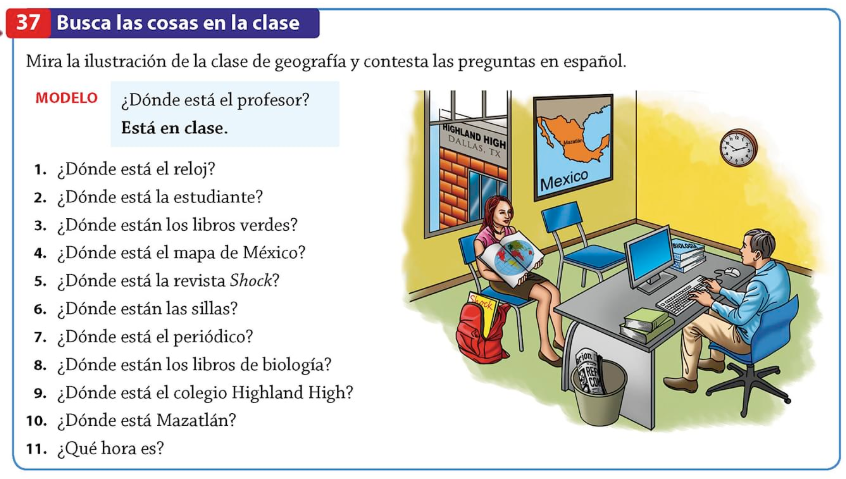 37 Busca las cosas en la clase
Mira la ilustración de la clase de geografía y contesta las preguntas en español.
MODELO ¿Dónde está el profesor?
Está en clase.
1. ¿Dónde está el reloj?
2. ¿Dónde está la estudiante?
3. ¿Dónde están los libros verdes?
4. ¿Dónde está el mapa de México?
5. ¿Dónde está la revista Shock?
6. ¿Dónde están las sillas?
7. ¿Dónde está el periódico?
8. ¿Dónde están los libros de biología?
9. ¿Dónde está el colegio Highland High?
10. ¿Dónde está Mazatlán?
11. ¿Qué hora es?
HIGHLAND HIGH
DALLAS, TX
Mazatlán
Mexico
BIOLOGÍA
Shock